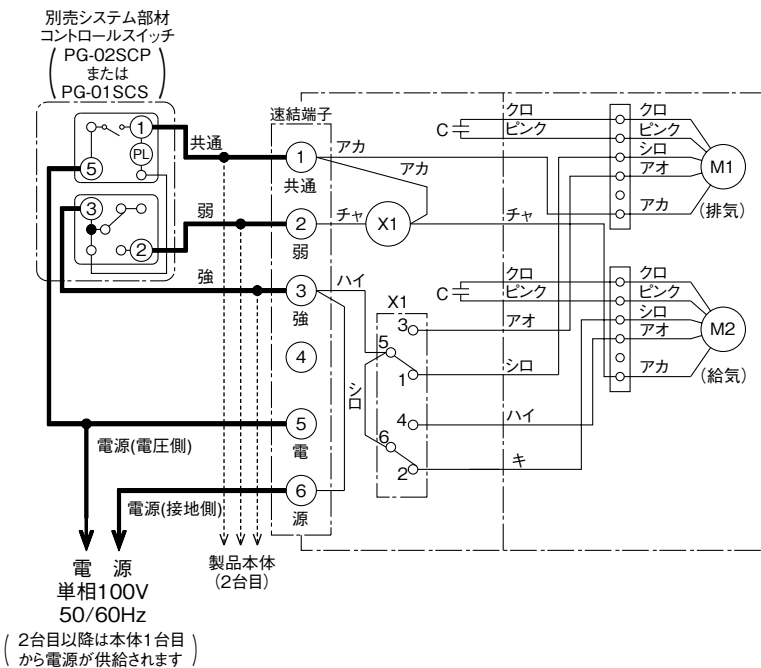 別売システム部材
コントロールスイッチ
(PG-02SCP
または
PG-01SCS)
1
PL
5
3
2
共通
弱
強
速結端子
1
共通
2
弱
3
強
4
5
電
6
源
アカ
アカ
チャ
X1
チャ
ハイ
シロ
X1
3
5
1
4
6
2
アオ
シロ
ハイ
キ
C
クロ
ピンク
クロ
ピンク
シロ
アオ
アカ
M1
(排気)
C
クロ
ピンク
クロ
ピンク
シロ
アオ
アカ
M2
(給気)
電源(電圧側)
電源(接地側)
製品本体
(2台目)
電 源
単相100V
50/60Hz
(2台目以降は本体1台目
から電源が供給されます)